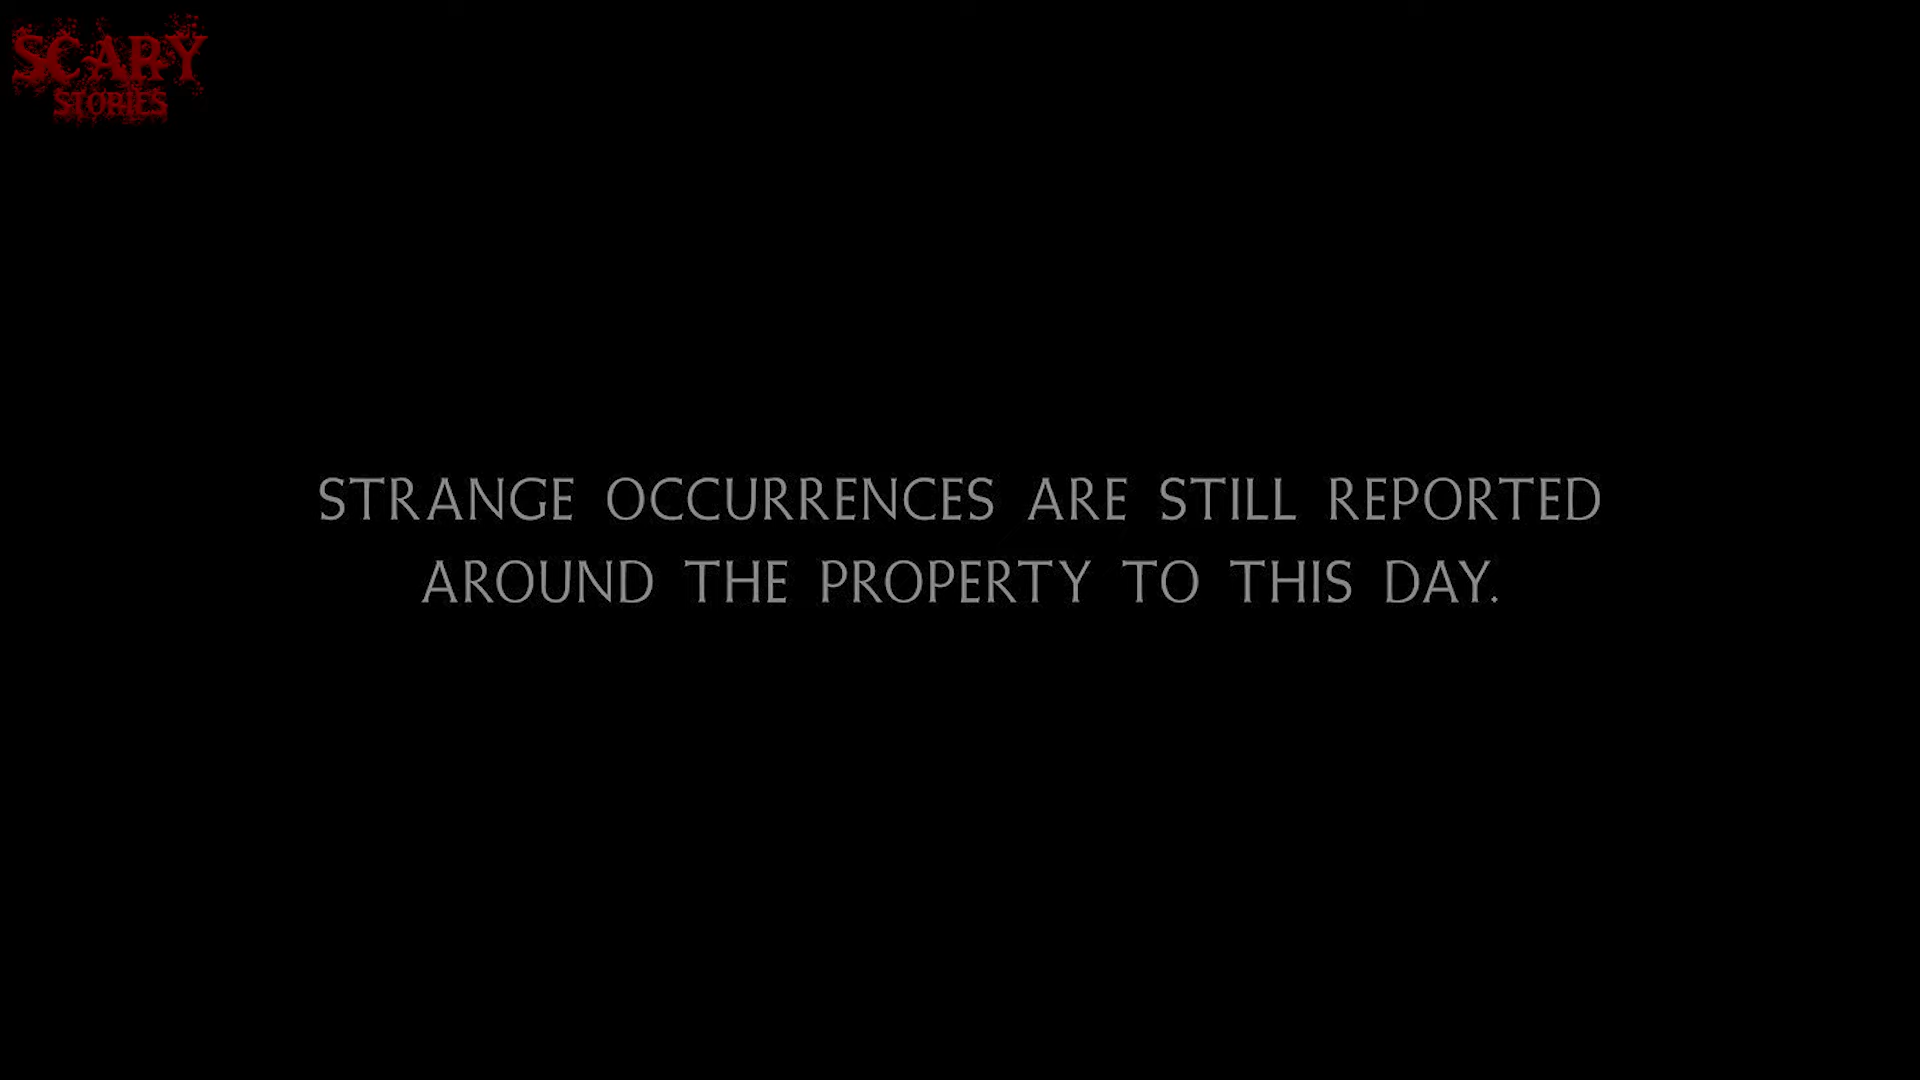 SCARY
STORIES
STRANGE OCCURRENCES ARE STILL REPORTED
AROUND THE PROPERTY TO THIS DAY.